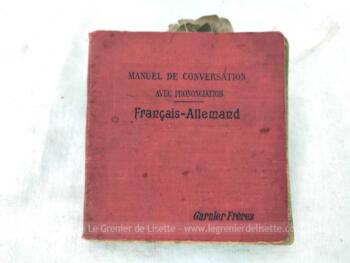 MANUEL DE CONVERSATION
AVEC PRONONCIATION
Français-Allemand
Garnier Frères
Le Grenier de Lisette - www.legrenierdelisette.com